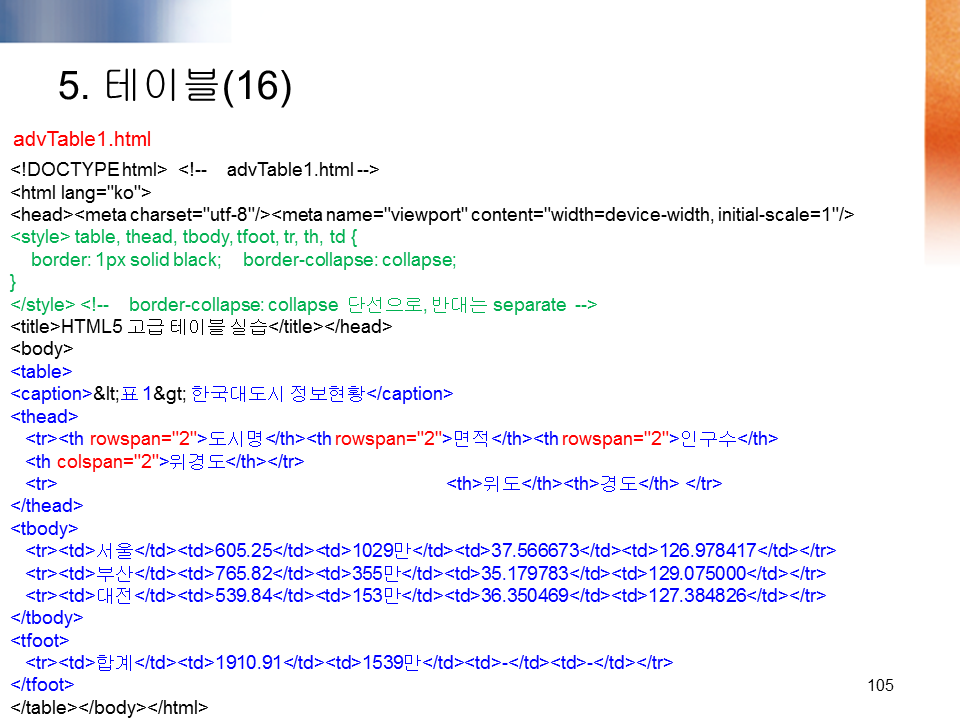 5. 테이블(16)
advTable1.html
<!DOCTYPE html> <!-- advTable1.html -->
<html lang="ko">
<head><meta charset="utf-8"/><meta name="viewport" content="width=device-width, initial-scale=1"/>
<style> table, thead, tbody, tfoot, tr, th, td {
border: 1px solid black; border-collapse: collapse;
}
</style> <!-- border-collapse: collapse 단선으로, 반대는 separate -->
<title>HTML5 고급 테이블 실습</title></head>
<body>
<table>
<caption>&lt;표 1&gt; 한국대도시 정보현황</caption>
<thead>
<tr><th rowspan="2">도시명</th><th rowspan="2">면적</th><th rowspan="2">인구수</th>
<th colspan="2">위경도</th></tr>
<tr> <th>위도</th><th>경도</th> </tr>
</thead>
<tbody>
<tr><td>서울</td><td>605.25</td><td>1029만</td><td>37.566673</td><td>126.978417</td></tr>
<tr><td>부산</td><td>765.82</td><td>355만</td><td>35.179783</td><td>129.075000</td></tr>
<tr><td>대전</td><td>539.84</td><td>153만</td><td>36.350469</td><td>127.384826</td></tr>
</tbody>
<tfoot>
<tr><td>합계</td><td>1910.91</td><td>1539만</td><td>-</td><td>-</td></tr>
</tfoot>
</table></body></html>
105